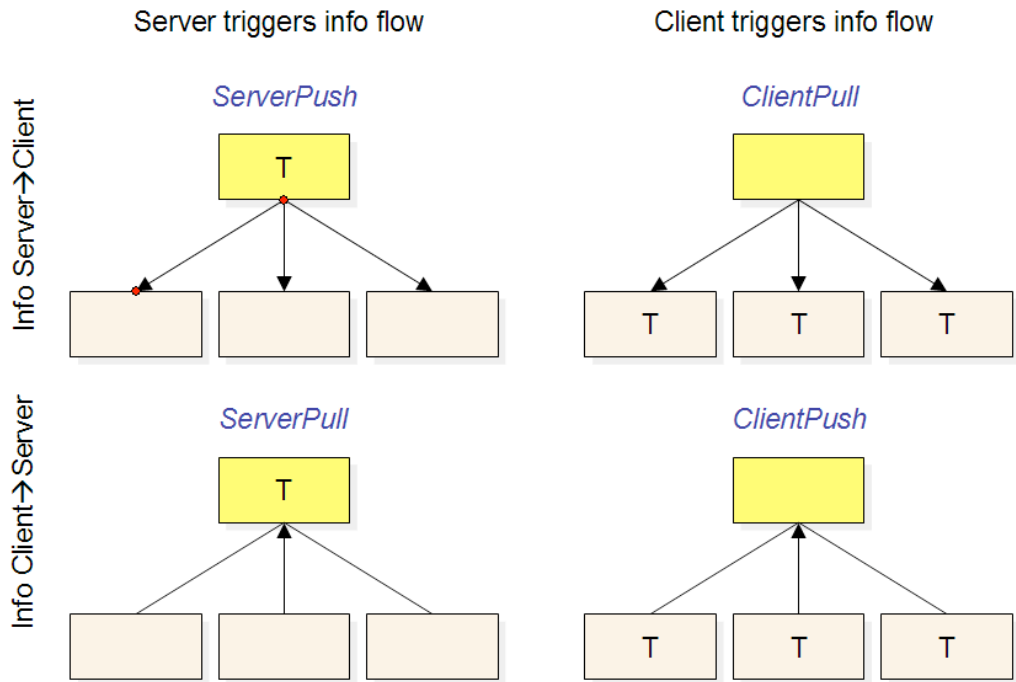 Server triggers info flow
Client triggers info flow
Info Server→Client
ServerPush
ClientPull
T
T
T
T
Info Client→Server
ServerPull
ClientPush
T
T
T
T